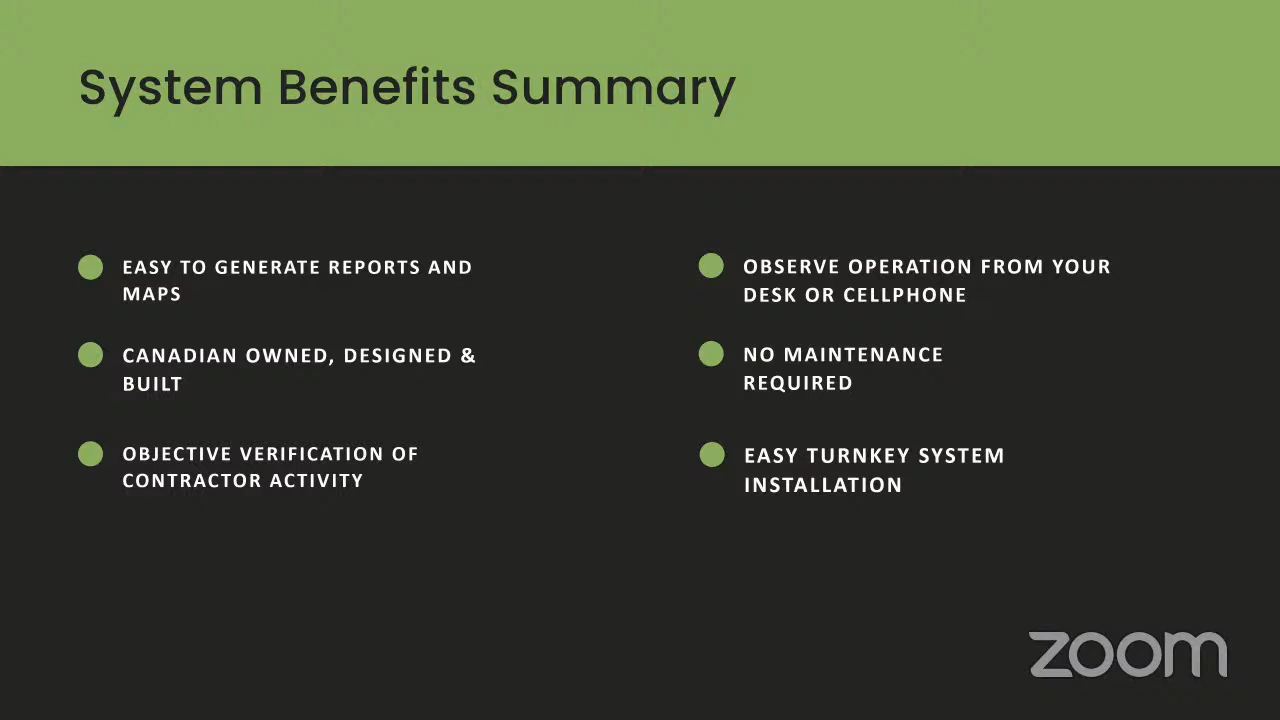 System Benefits Summary
EASY TO GENERATE REPORTS AND
MAPS
CANADIAN OWNED, DESIGNED &
BUILT
OBJECTIVE VERIFICATION OF
CONTRACTOR ACTIVITY
OBSERVE OPERATION FROM YOUR
DESK OR CELLPHONE
NO MAINTENANCE
REQUIRED
EASY TURNKEY SYSTEM
INSTALLATION
zoom